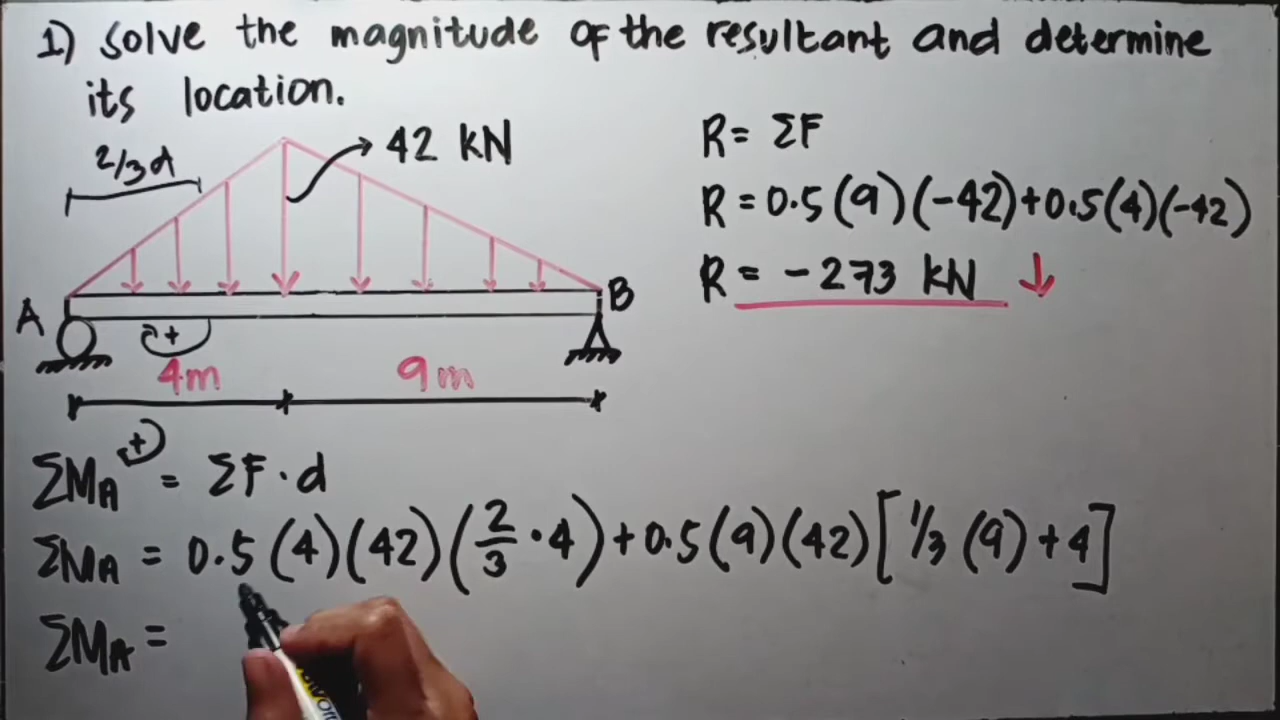 1) Solve the magnitude of the resultant and determine
its location.
2/3 d
42 kN
R = ΣF
R = 0.5(9)(-42)+0.5(4)(-42)
R = -273 kN ↓
A
B
+
4m
9m
+
ΣMA = ΣF·d
ΣMA = 0.5(4)(42)(2/3·4)+0.5(9)(42)[1/3(9)+4]
ΣMA =